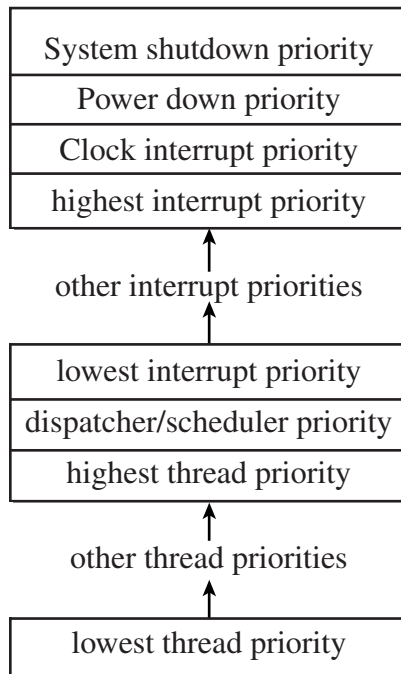 System shutdown priority
Power down priority
Clock interrupt priority
highest interrupt priority
other interrupt priorities
lowest interrupt priority
dispatcher/scheduler priority
highest thread priority
other thread priorities
lowest thread priority